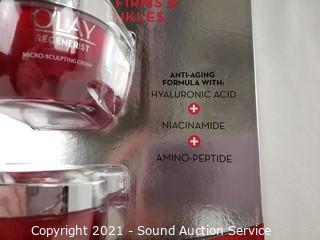 FIRMS &
OLAY
REGENERIST
MICRO-SCULPTING CREAM
ANTI-AGING
FORMULA WITH:
HYALURONIC ACID
+
NIACINAMIDE
+
AMINO-PEPTIDE
Copyright 2021 - Sound Auction Service